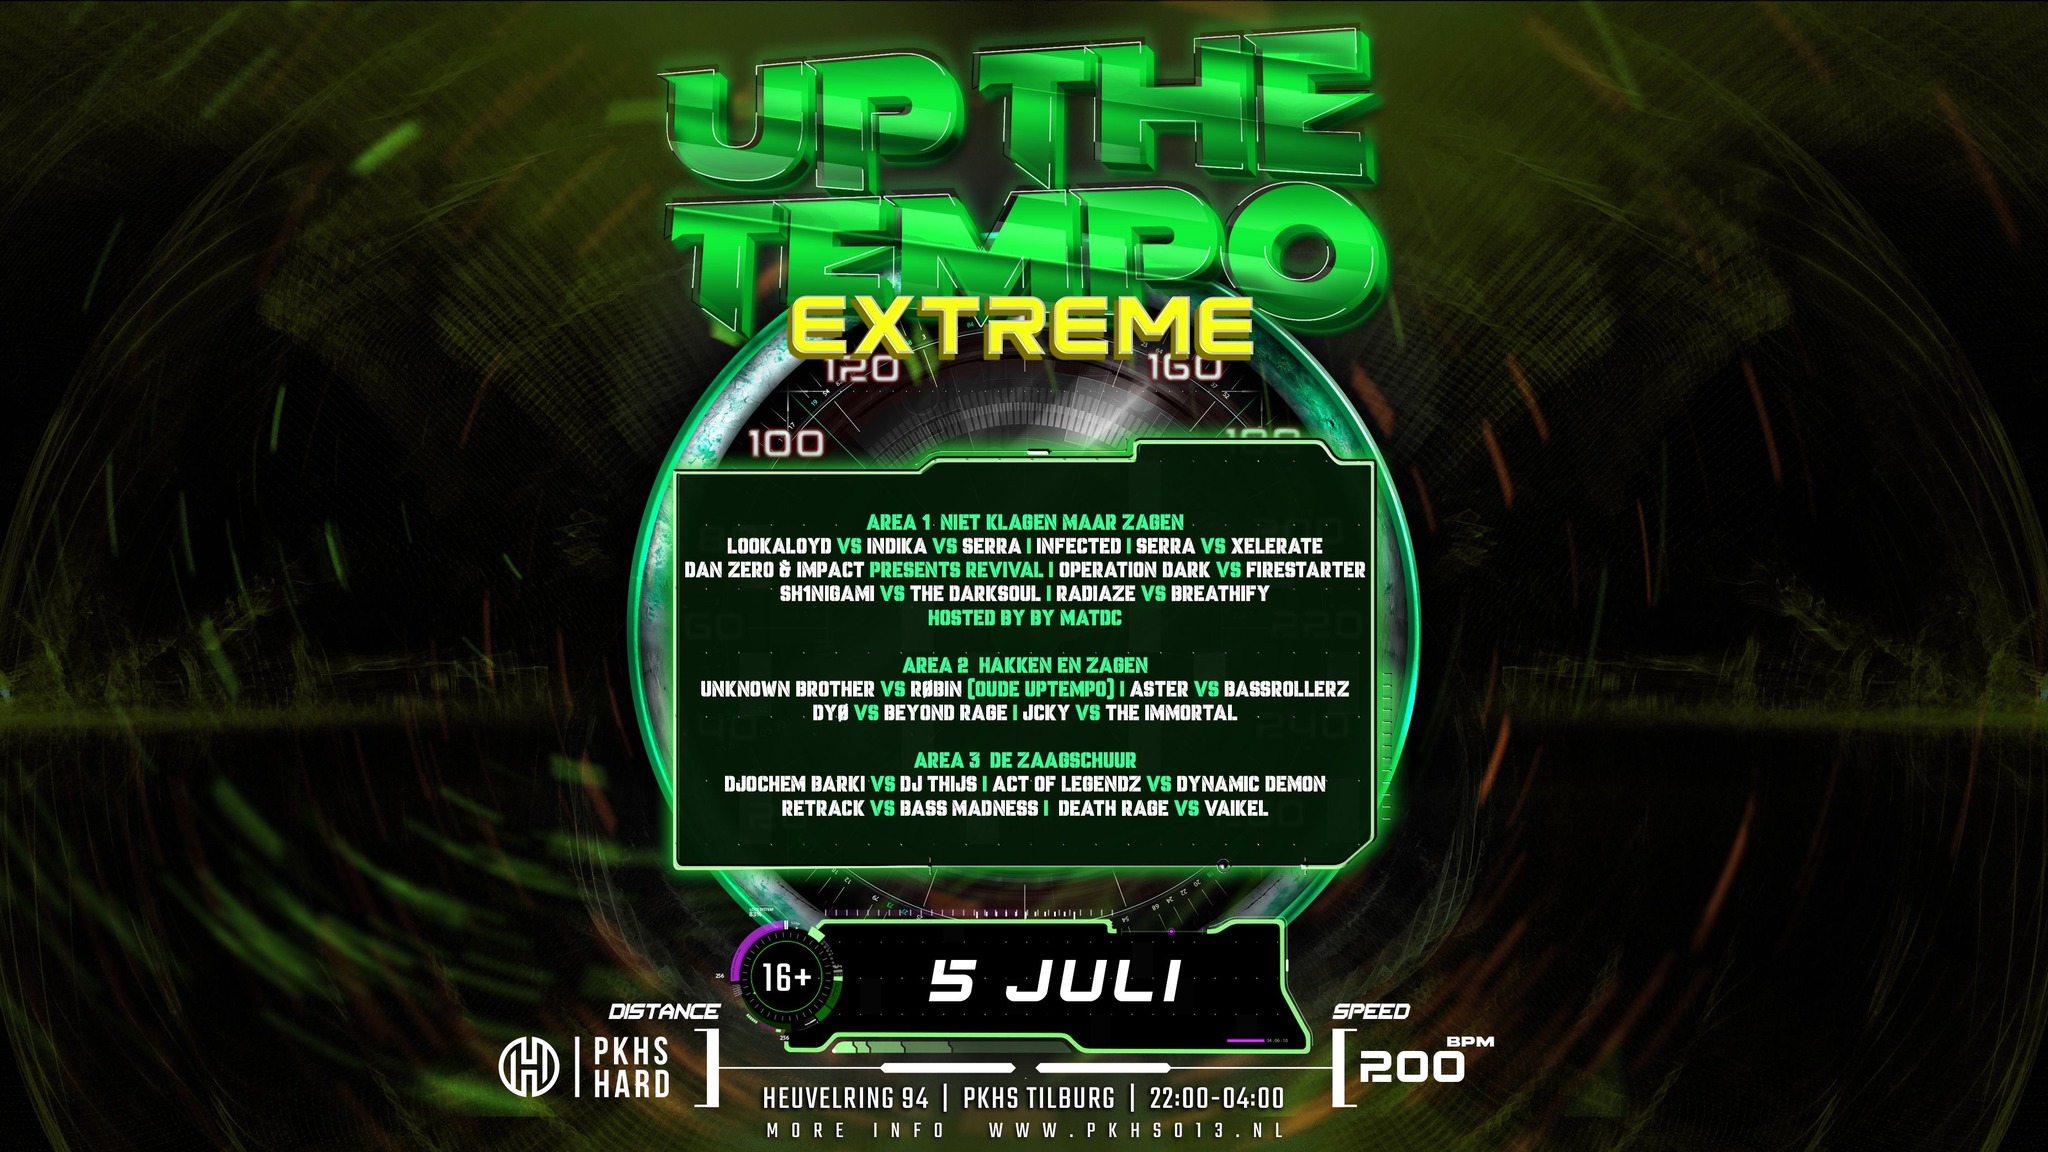 UP THE
TEMPO
EXTREME
120 160
100 180
AREA 1 NIET KLAGEN MAAR ZAGEN
LOOKALOYD VS INDIKA VS SERRA | INFECTED | SERRA VS XELERATE
DAN ZERO & IMPACT PRESENTS REVIVAL | OPERATION DARK VS FIRESTARTER
SH1NIGAMI VS THE DARKSOUL | RADIAZE VS BREATHIFY
HOSTED BY BY MATDC
AREA 2 HAKKEN EN ZAGEN
UNKNOWN BROTHER VS RØBIN (OUDE UPTEMPO) | ASTER VS BASSROLLERZ
DYØ VS BEYOND RAGE | JCKY VS THE IMMORTAL
AREA 3 DE ZAAGSCHUUR
DJOCHEM BARKI VS DJ THIJS | ACT OF LEGENDZ VS DYNAMIC DEMON
RETRACK VS BASS MADNESS | DEATH RAGE VS VAIKEL
16+
5 JULI
DISTANCE
PKHS
HARD
SPEED
BPM
200
HEUVELRING 94 | PKHS TILBURG | 22:00-04:00
MORE INFO WWW.PKHS013.NL